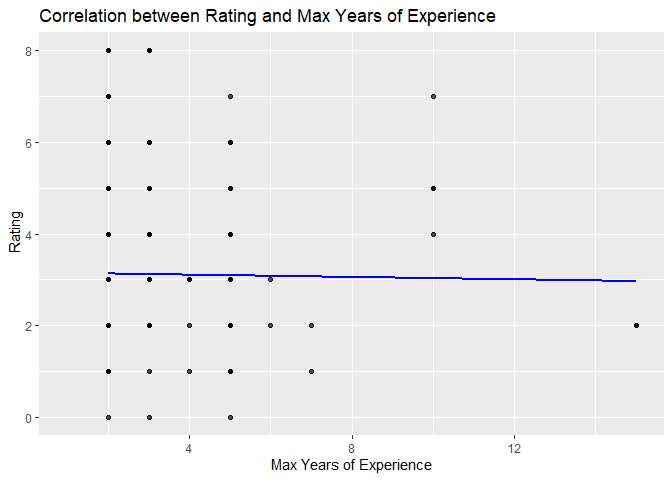 Correlation between Rating and Max Years of Experience
8
6
4
2
0
Rating
4
8
12
Max Years of Experience